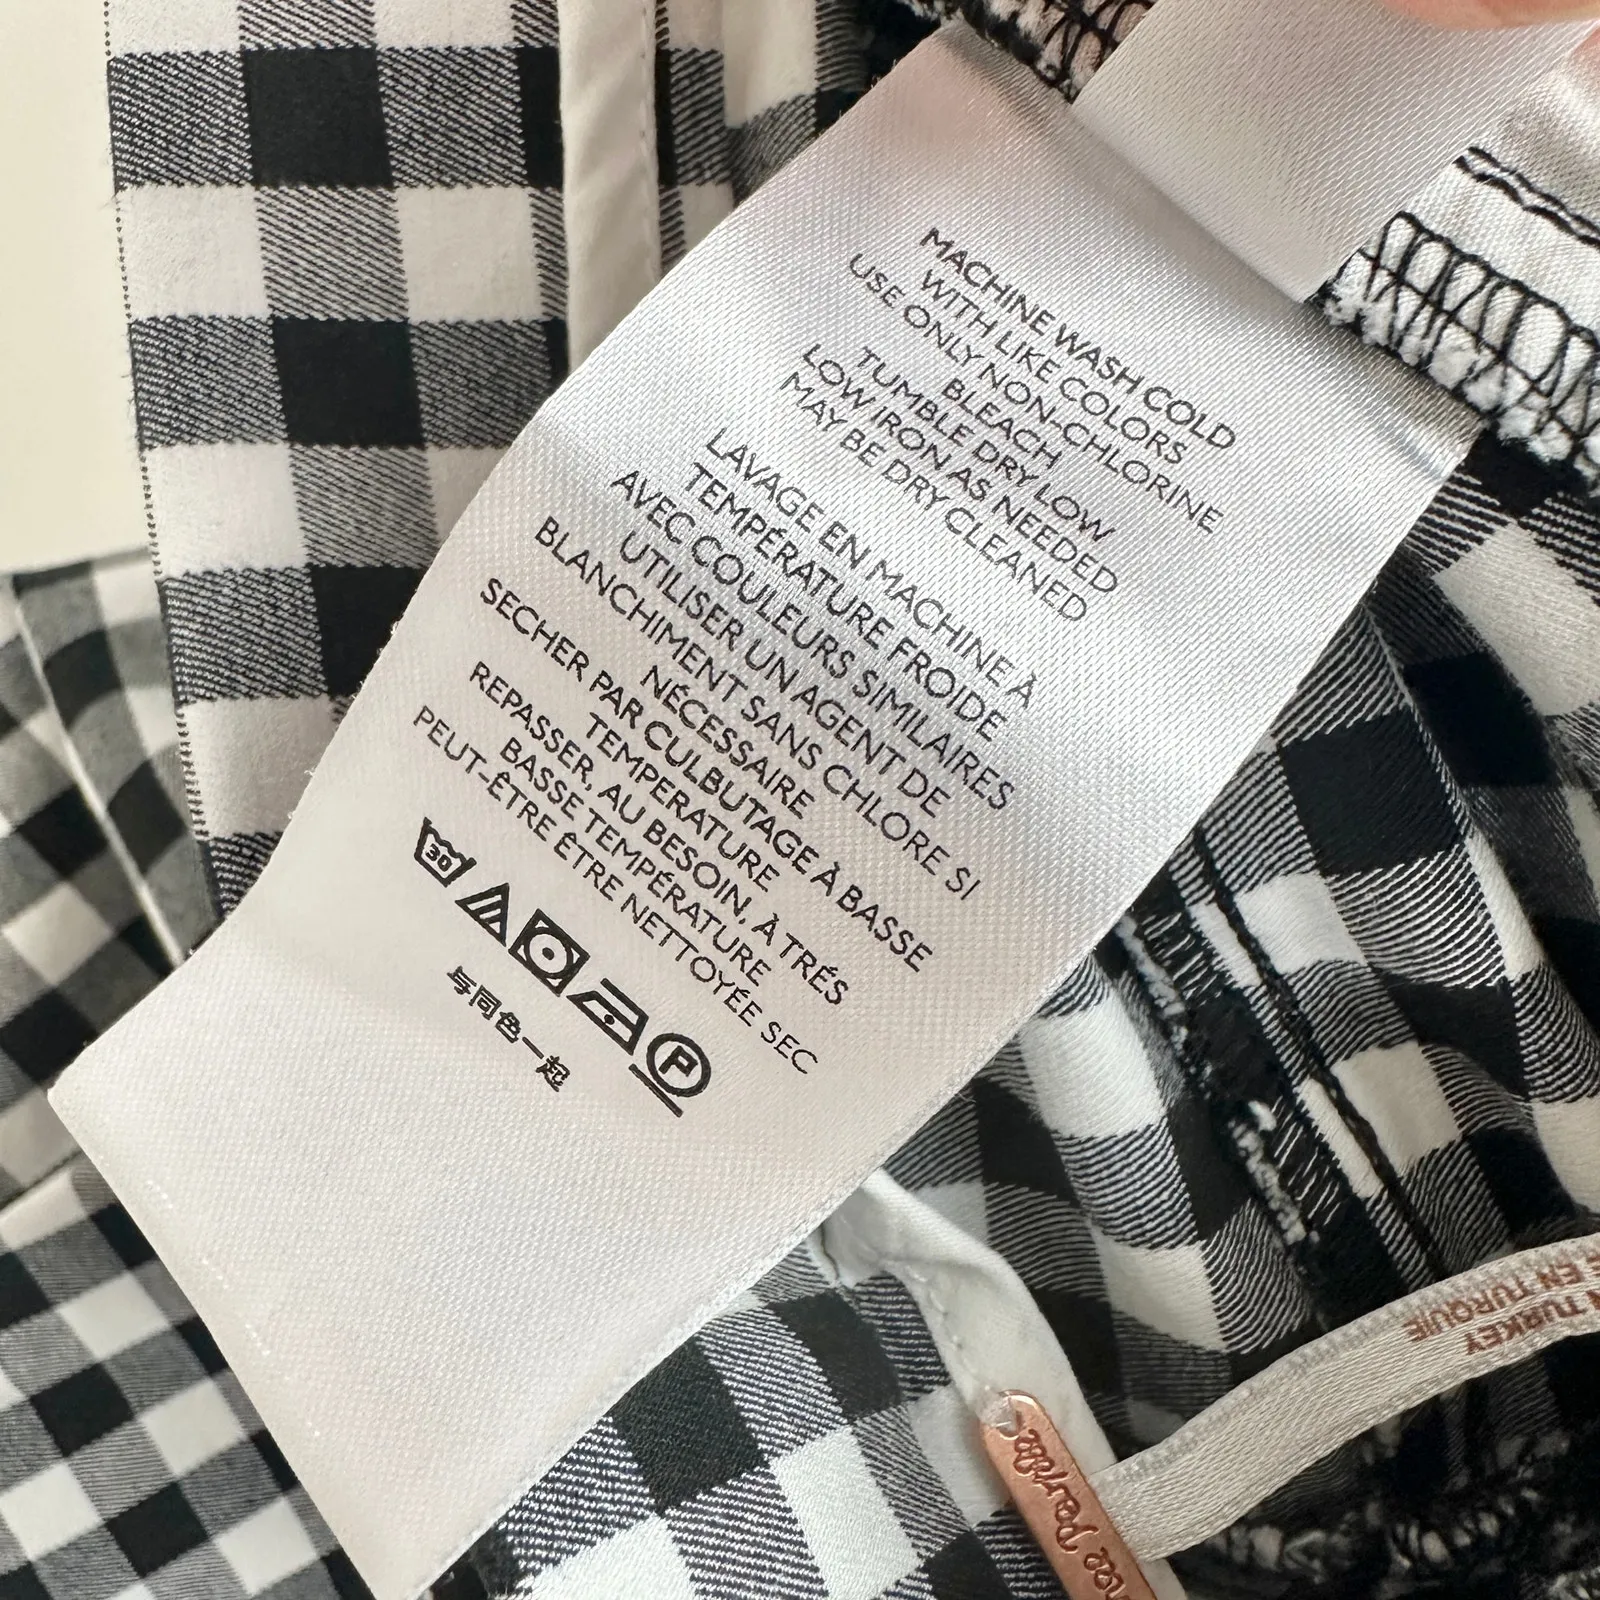 MACHINE WASH COLD
WITH LIKE COLORS
USE ONLY NON-CHLORINE
BLEACH
TUMBLE DRY LOW
LOW IRON AS NEEDED
MAY BE DRY CLEANED
LAVAGE EN MACHINE À
TEMPÉRATURE FROIDE
AVEC COULEURS SIMILAIRES
UTILISER UN AGENT DE
BLANCHIMENT SANS CHLORE SI
NÉCESSAIRE
SECHER PAR CULBUTAGE À BASSE
TEMPERATURE
REPASSER, AU BESOIN, À TRÉS
BASSE TEMPÉRATURE
PEUT-ÊTRE ÊTRE NETTOYÉE SEC
30
P
与同色一起
TURKEY
EN TURQUIE
free people